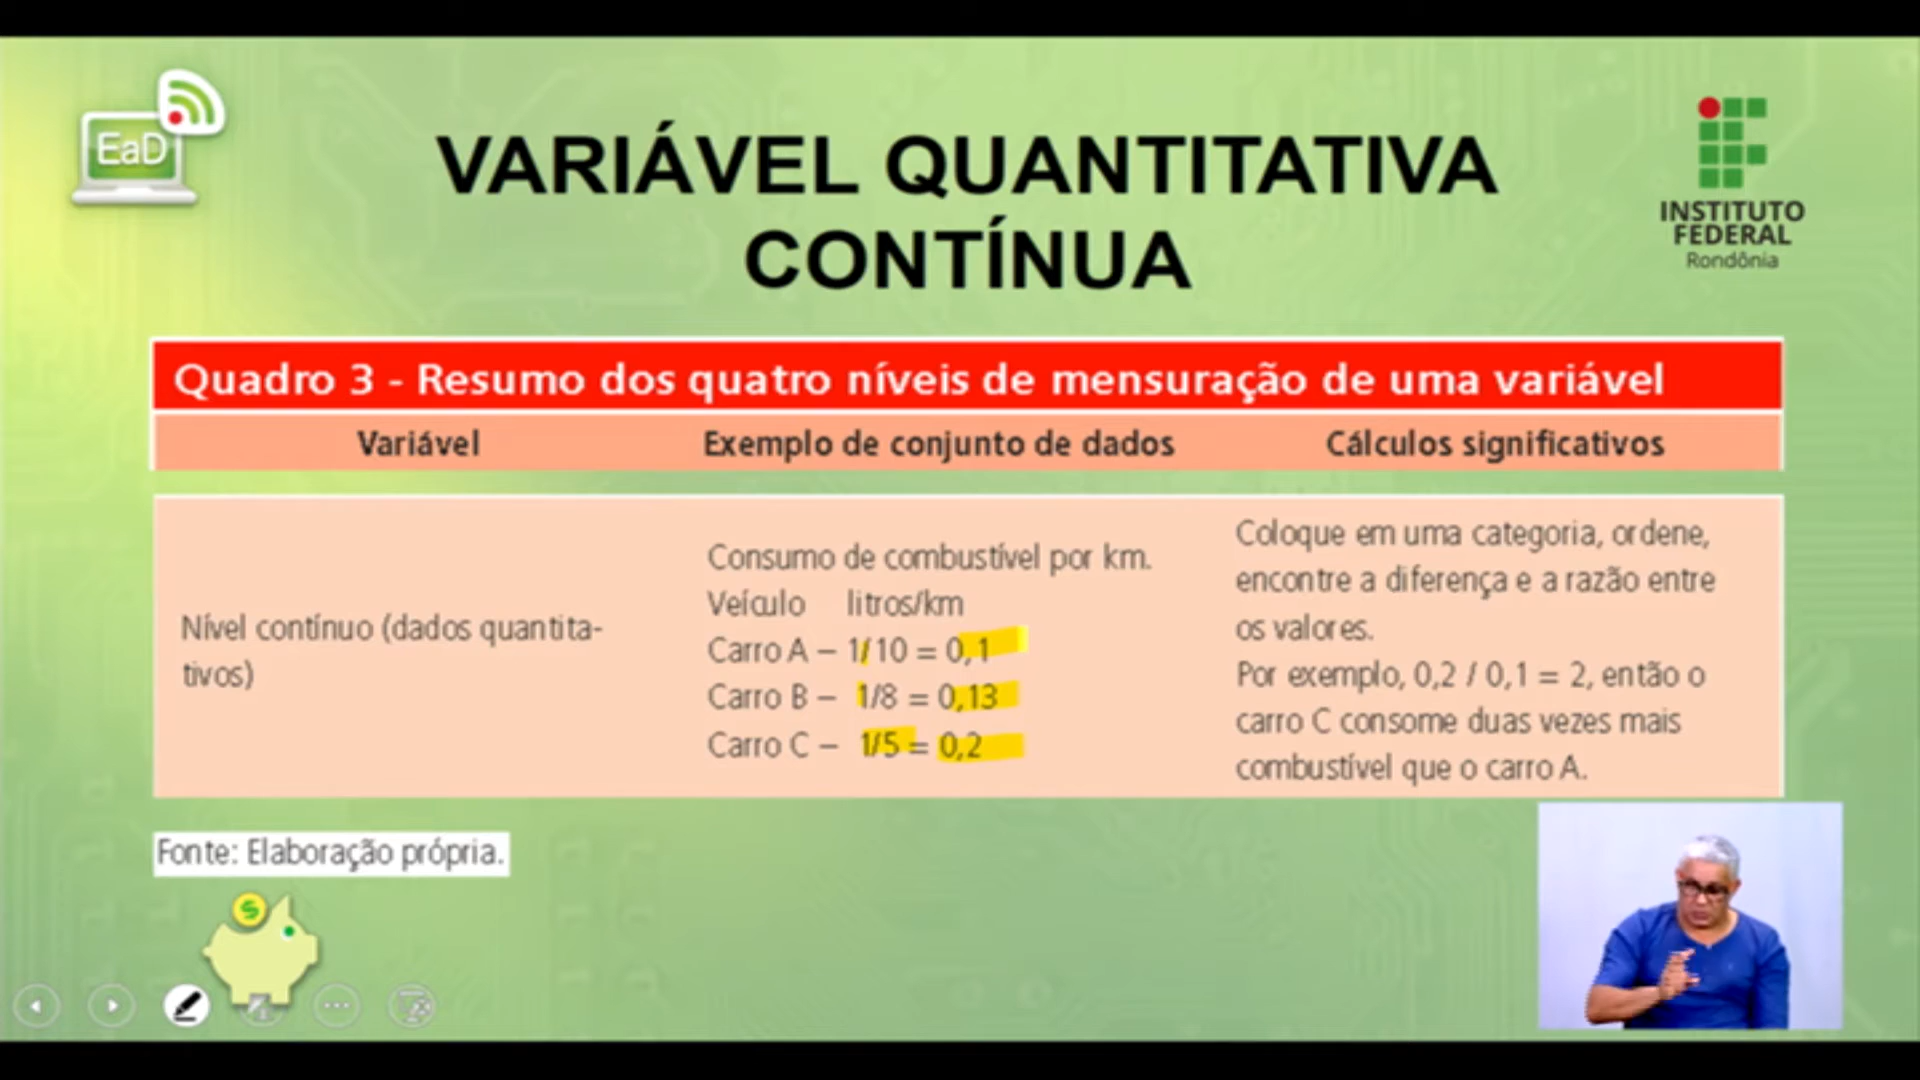 EaD
VARIÁVEL QUANTITATIVA
CONTÍNUA
INSTITUTO
FEDERAL
Rondônia
Quadro 3 - Resumo dos quatro níveis de mensuração de uma variável
Variável Exemplo de conjunto de dados Cálculos significativos
Nível contínuo (dados quantita-
tivos)
Consumo de combustível por km.
Veículo litros/km
Carro A – 1/10 = 0,1
Carro B – 1/8 = 0,13
Carro C – 1/5 = 0,2
Coloque em uma categoria, ordene,
encontre a diferença e a razão entre
os valores.
Por exemplo, 0,2 / 0,1 = 2, então o
carro C consome duas vezes mais
combustível que o carro A.
Fonte: Elaboração própria.
$